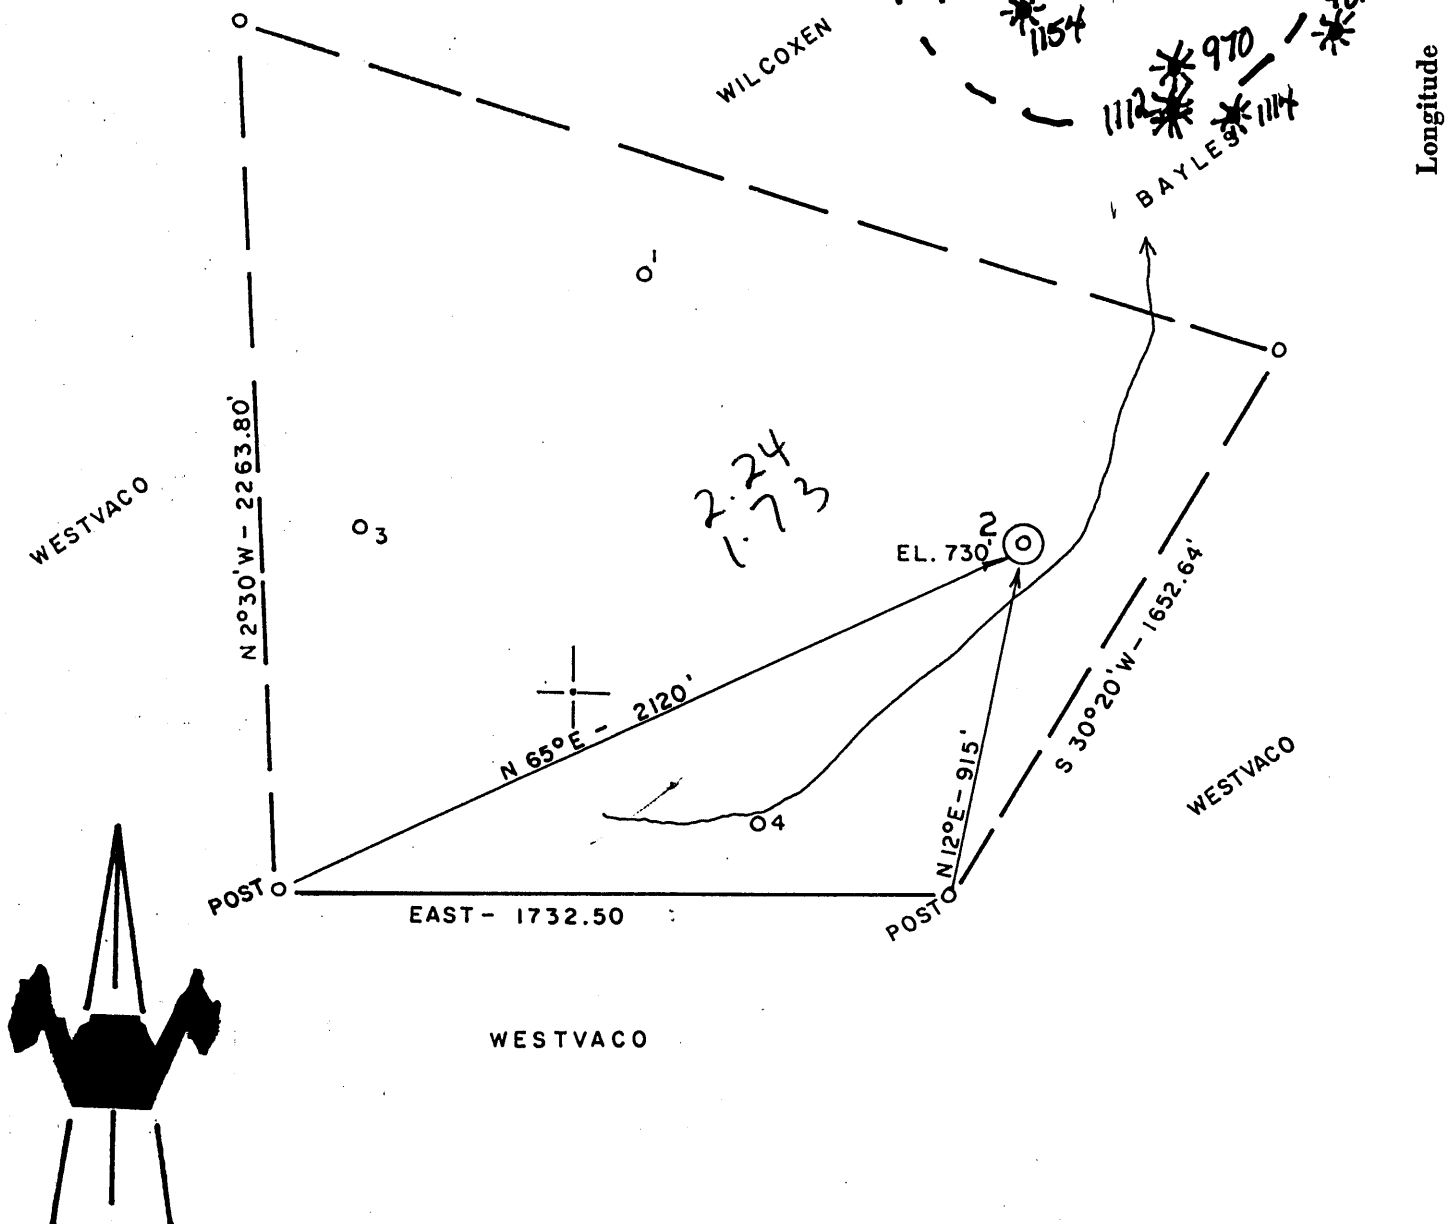 WILCOXEN
1154
970
1112
1114
BAYLES
Longitude
1
N 2°30'W - 2263.80'
WESTVACO
3
2.24
1.73
2
EL. 730'
S 30°20'W - 1652.64'
N 65°E - 2120'
N 12°E - 915'
4
WESTVACO
POST
EAST - 1732.50
POST
WESTVACO